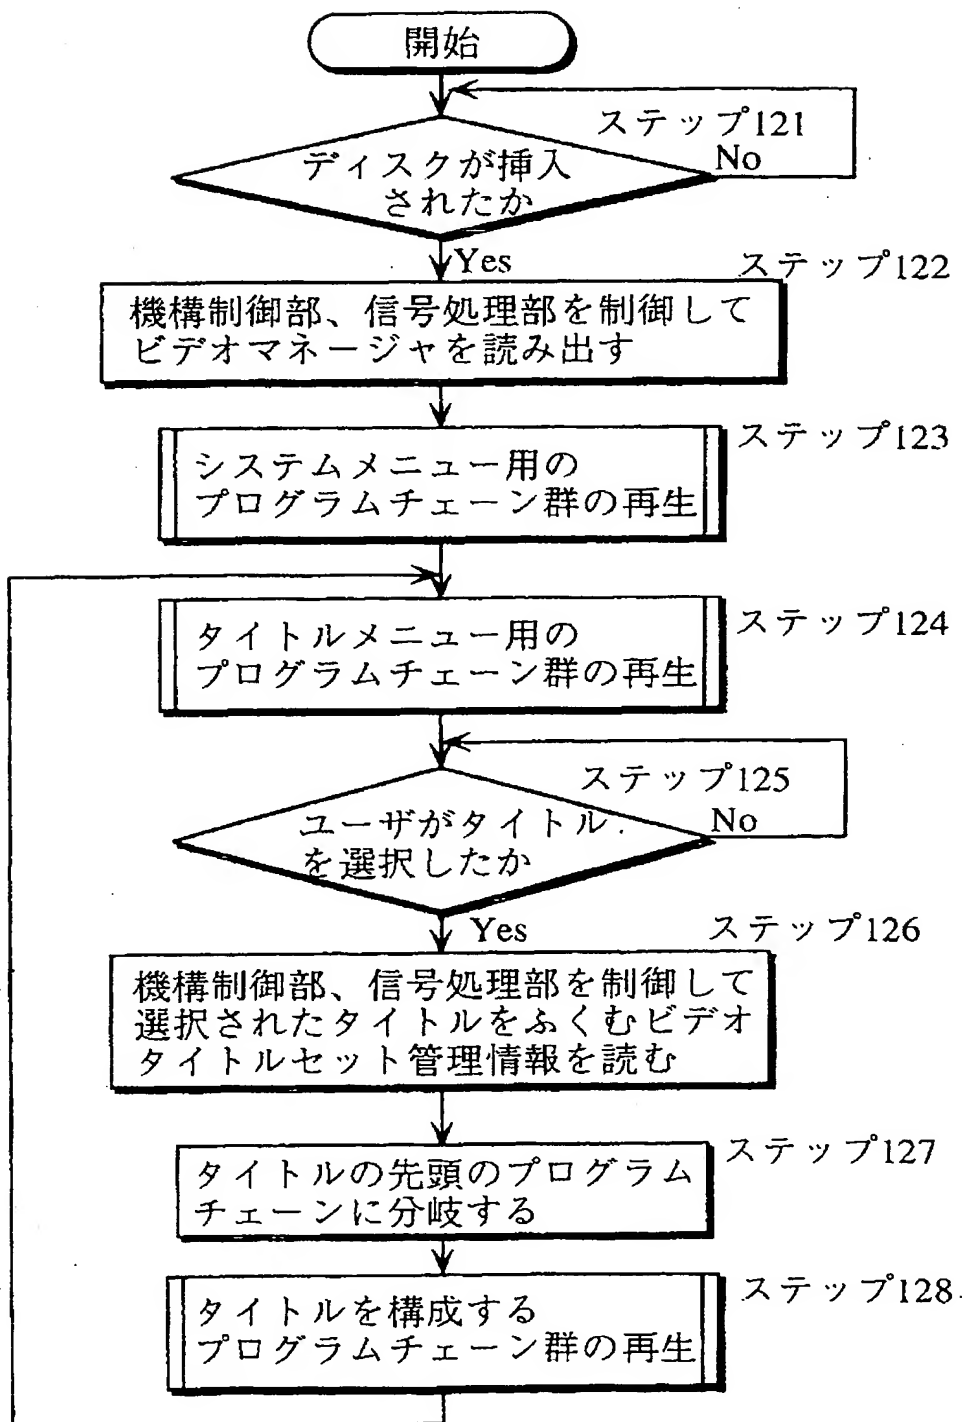 開始
ステップ121
No
ディスクが挿入
されたか
Yes
ステップ122
機構制御部、信号処理部を制御して
ビデオマネージャを読み出す
ステップ123
システムメニュー用の
プログラムチェーン群の再生
ステップ124
タイトルメニュー用の
プログラムチェーン群の再生
ステップ125
No
ユーザがタイトル
を選択したか
Yes
ステップ126
機構制御部、信号処理部を制御して
選択されたタイトルをふくむビデオ
タイトルセット管理情報を読む
ステップ127
タイトルの先頭のプログラム
チェーンに分岐する
ステップ128
タイトルを構成する
プログラムチェーン群の再生